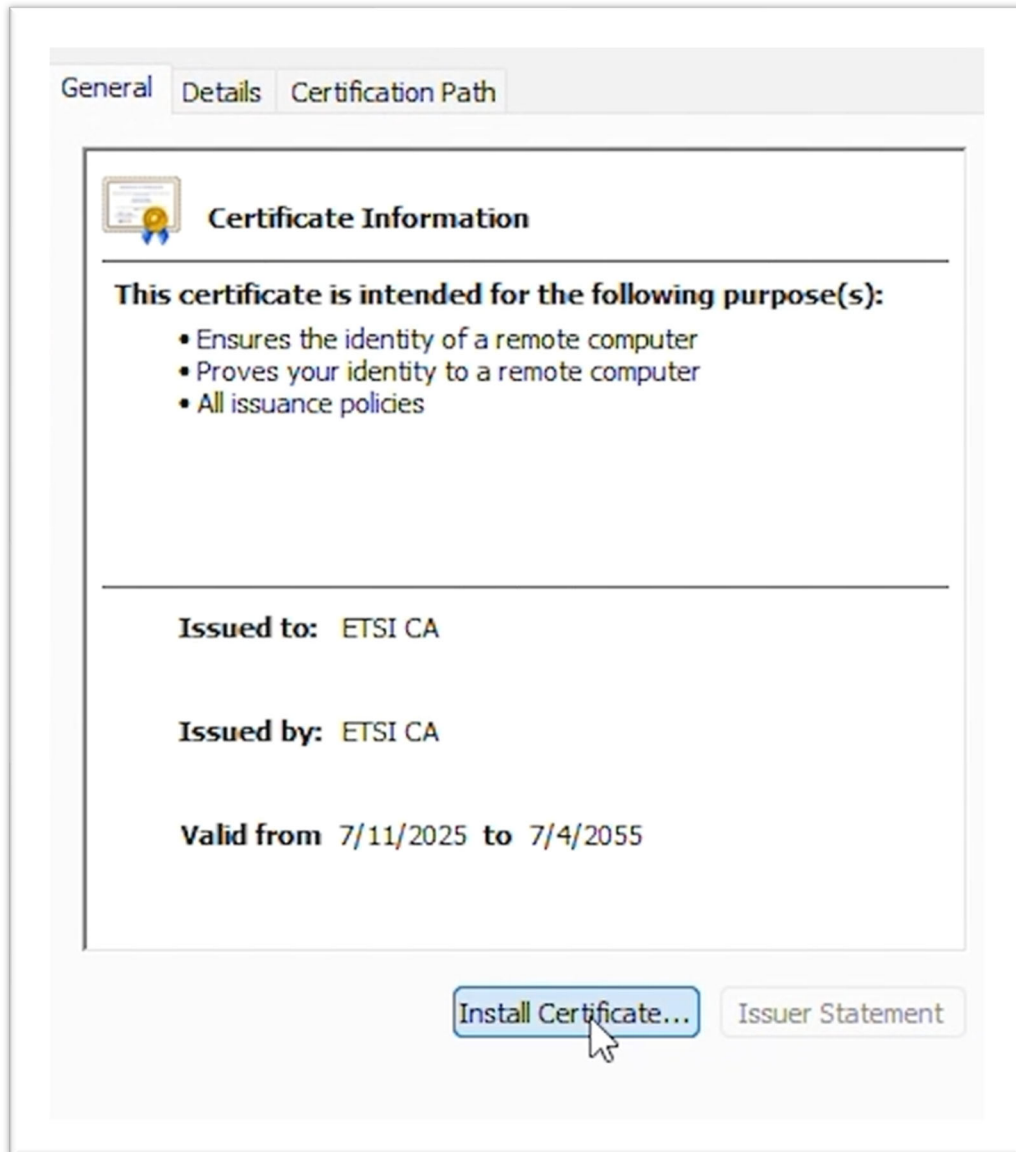 General Details Certification Path
Certificate Information
This certificate is intended for the following purpose(s):
• Ensures the identity of a remote computer
• Proves your identity to a remote computer
• All issuance policies
Issued to: ETSI CA
Issued by: ETSI CA
Valid from 7/11/2025 to 7/4/2055
Install Certificate... Issuer Statement